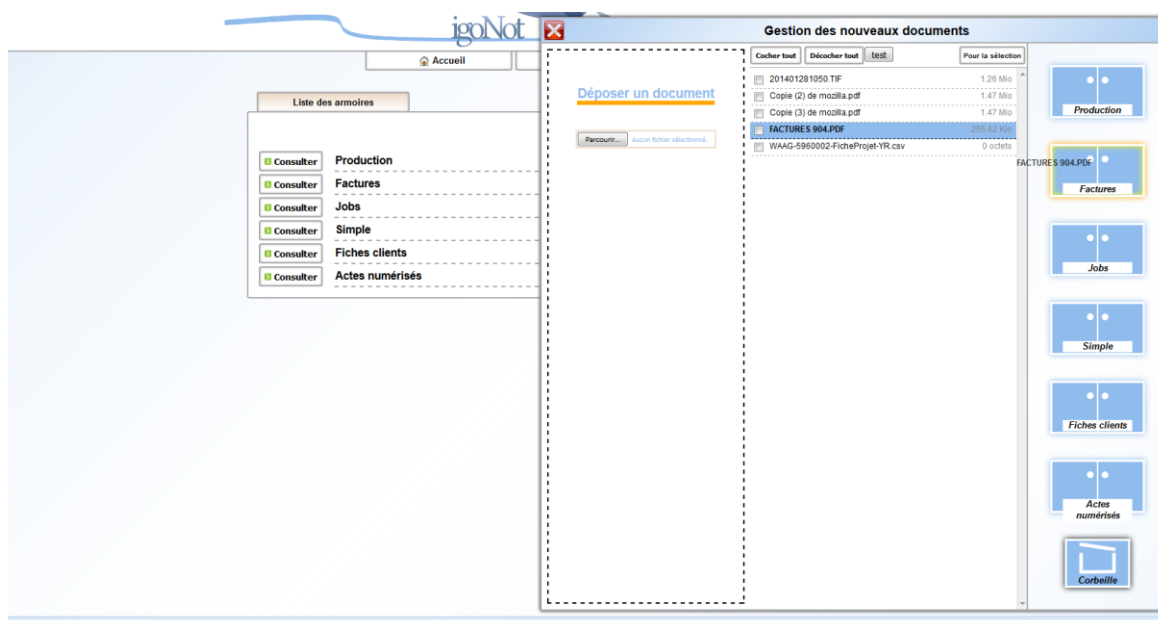 igoNot
Accueil
Liste des armoires
Consulter Production
Consulter Factures
Consulter Jobs
Consulter Simple
Consulter Fiches clients
Consulter Actes numérisés
Gestion des nouveaux documents
Déposer un document
Parcourir... Aucun fichier sélectionné.
Cocher tout Décocher tout test Pour la sélection
201401281050.TIF 1.26 Mio
Copie (2) de mozilla.pdf 1.47 Mio
Copie (3) de mozilla.pdf 1.47 Mio
FACTURES 904.PDF 255.62 Kio
WAAG-5960002-FicheProjet-YR.csv 0 octets
Production
FACTURES 904.PDF
Factures
Jobs
Simple
Fiches clients
Actes
numérisés
Corbeille